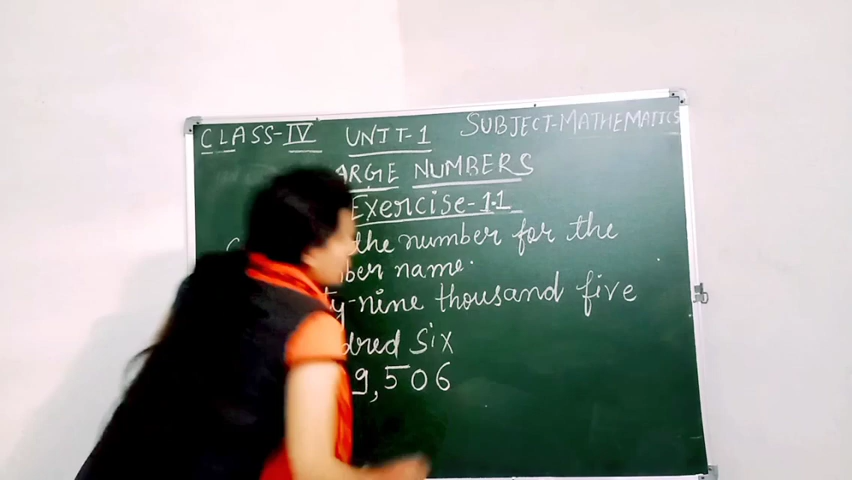 CLASS-IV UNIT-1 SUBJECT-MATHEMATICS
ARGE NUMBERS
Exercise-1.1
the number for the
ber name.
ty-nine thousand five
dred Six
9,506